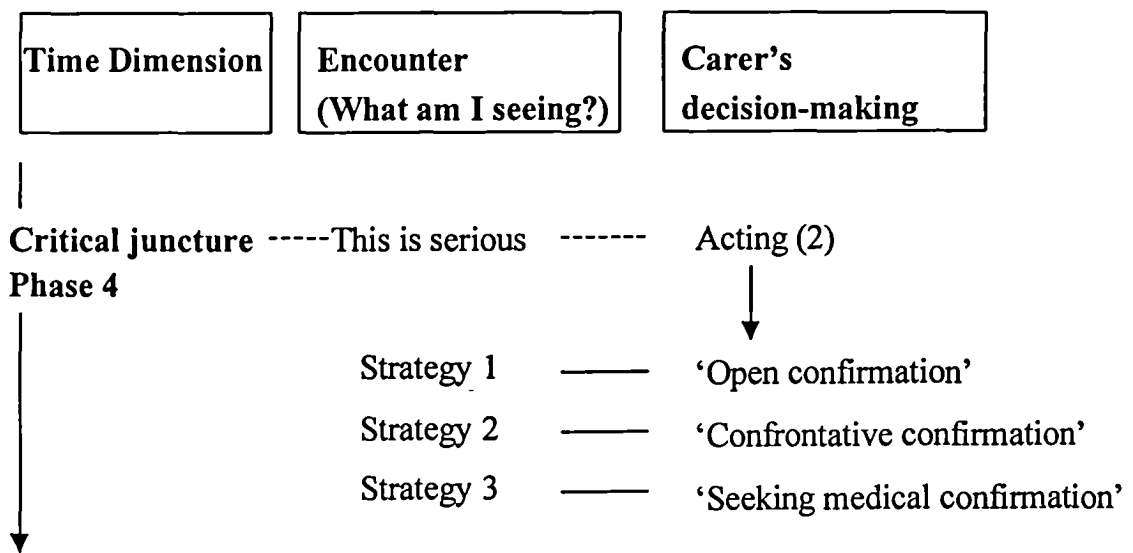 Time Dimension
Encounter
(What am I seeing?)
Carer's
decision-making
Critical juncture -----This is serious ------- Acting (2)
Phase 4
Strategy 1 —— 'Open confirmation'
Strategy 2 —— 'Confrontative confirmation'
Strategy 3 —— 'Seeking medical confirmation'